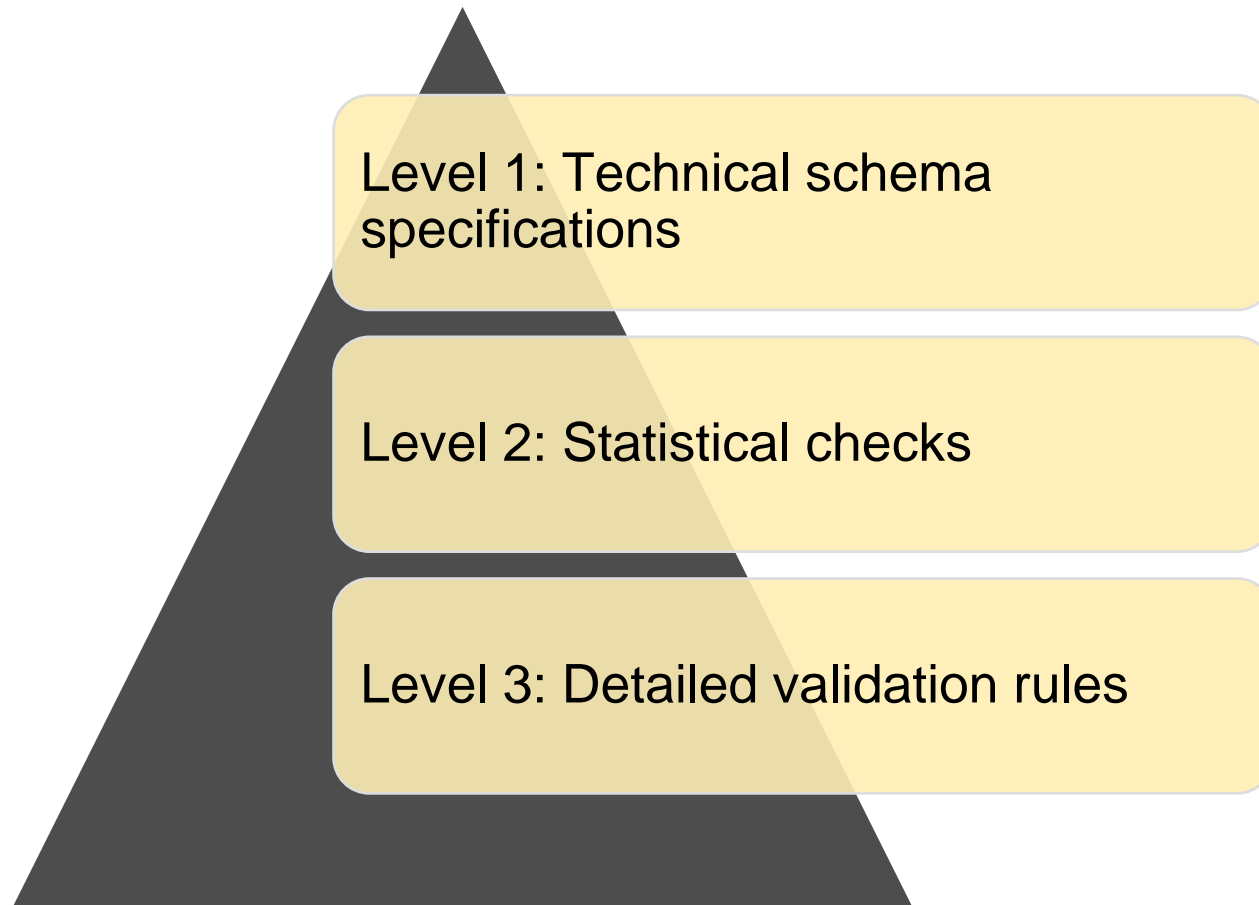 Level 1: Technical schema
specifications
Level 2: Statistical checks
Level 3: Detailed validation rules